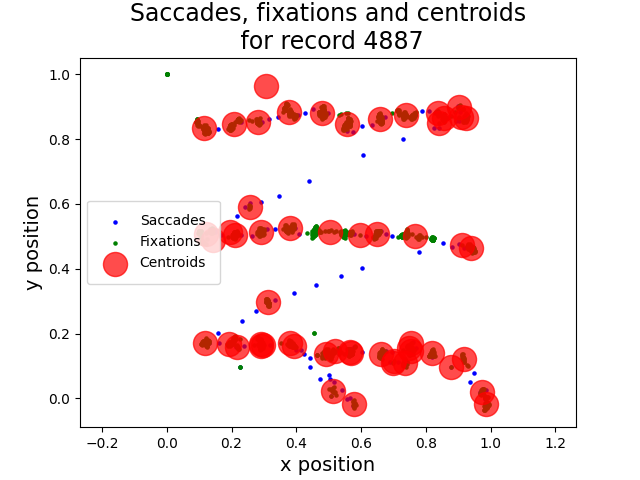 Saccades, fixations and centroids
for record 4887
1.0
0.8
0.6
0.4
0.2
0.0
y position
Saccades
Fixations
Centroids
−0.2 0.0 0.2 0.4 0.6 0.8 1.0 1.2
x position